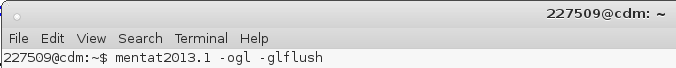 227509@cdm: ~
File Edit View Search Terminal Help
227509@cdm:~$ mentat2013.1 -ogl -glflush